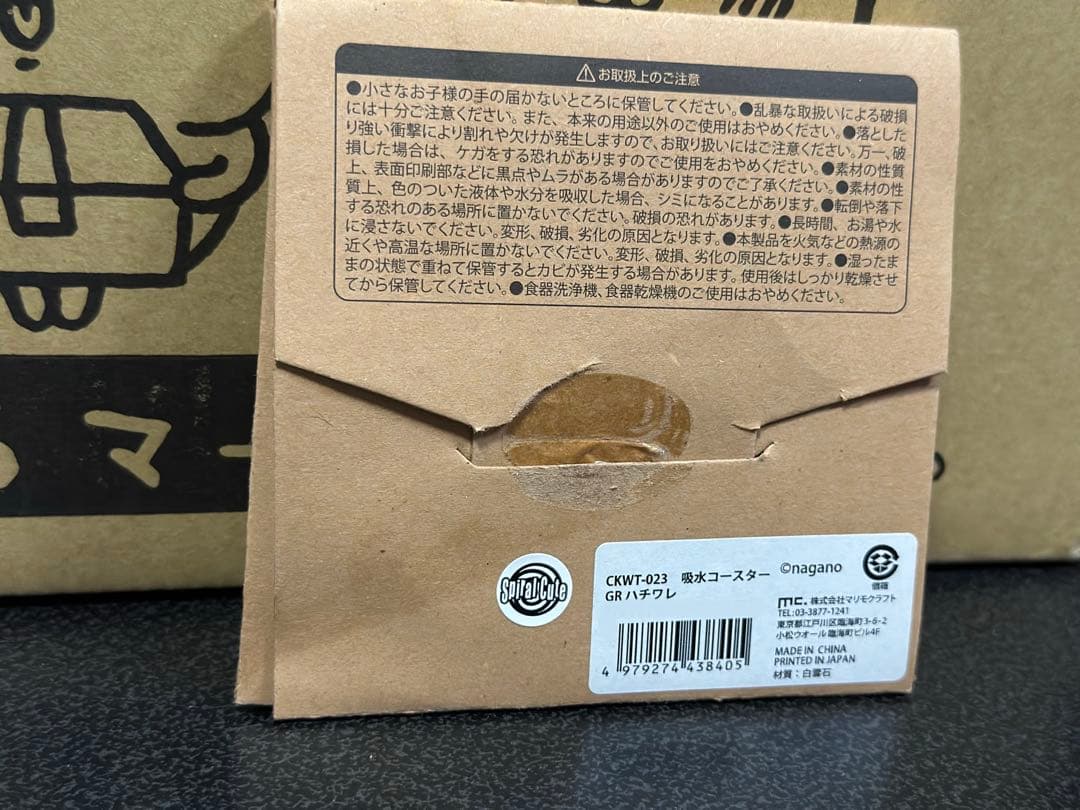 ⚠お取扱上のご注意
●小さなお子様の手の届かないところに保管してください。●乱暴な取扱いによる破損
には十分ご注意ください。また、本来の用途以外のご使用はおやめください。●落とした
り強い衝撃により割れや欠けが発生しますので、お取り扱いにはご注意ください。万一、破
損した場合は、ケガをする恐れがありますのでご使用をおやめください。●素材の性質
上、表面印刷部などに黒点やムラがある場合がありますのでご了承ください。●素材の性
質上、色のついた液体や水分を吸収した場合、シミになることがあります。●転倒や落下
する恐れのある場所に置かないでください。破損の恐れがあります。●長時間、お湯や水
に浸さないでください。変形、破損、劣化の原因となります。●本製品を火気などの熱源の
近くや高温な場所に置かないでください。変形、破損、劣化の原因となります。●湿ったま
まの状態で重ねて保管するとカビが発生する場合があります。使用後はしっかり乾燥させ
てから保管してください。●食器洗浄機、食器乾燥機のご使用はおやめください。
マー
Spiral Cute
CKWT-023 吸水コースター ©nagano
GR ハチワレ
個箱
mc. 株式会社マリモクラフト
TEL:03-3877-1241
東京都江戸川区臨海町3-6-2
小松ウオール 臨海町ビル4F
MADE IN CHINA
PRINTED IN JAPAN
材質:白雲石
4 979274 438405